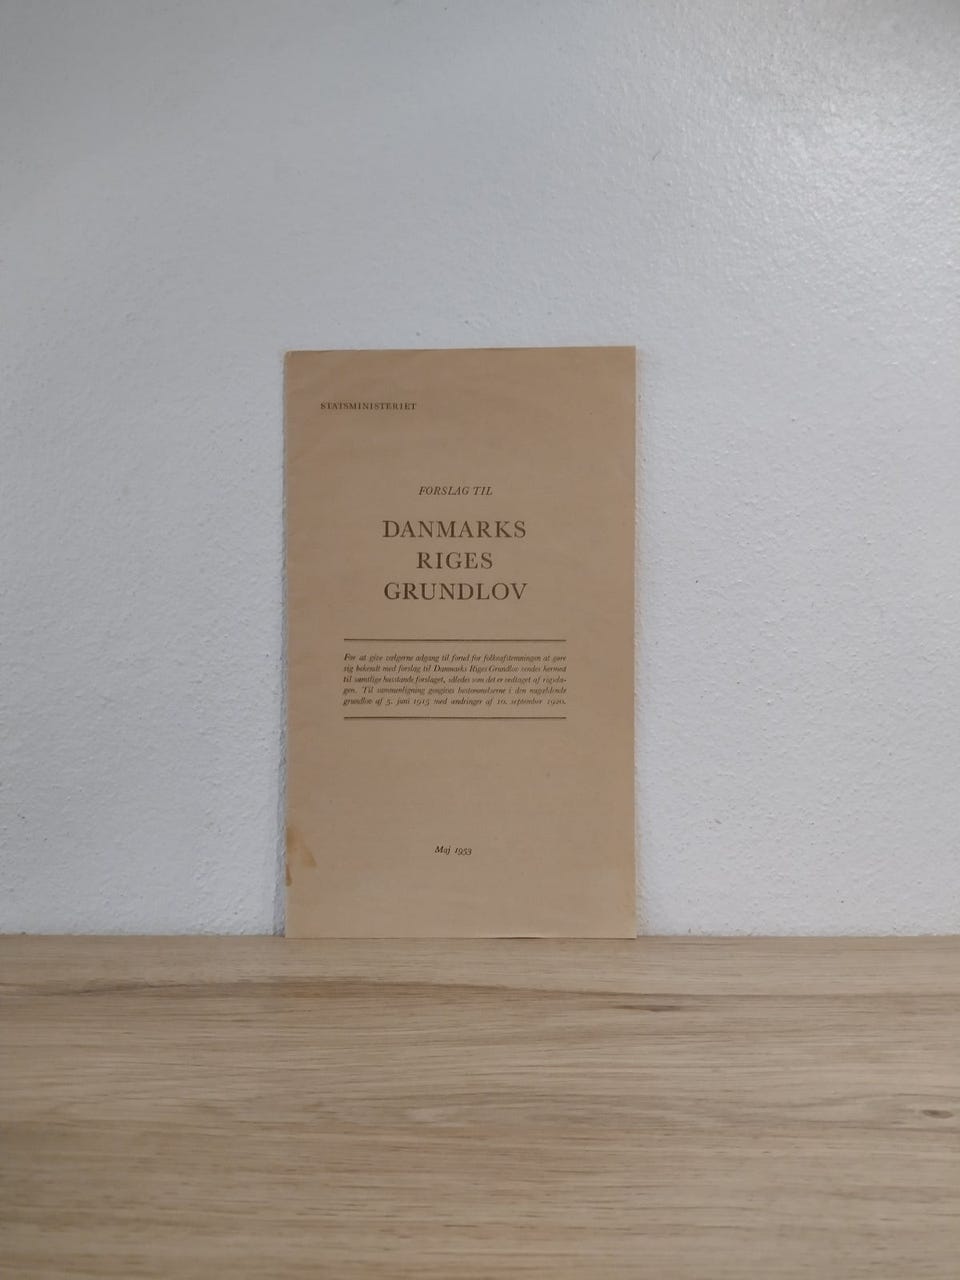 STATSMINISTERIET
FORSLAG TIL
DANMARKS
RIGES
GRUNDLOV
For at give vælgerne adgang til forud for folkeafstemningen at gøre
sig bekendt med forslag til Danmarks Riges Grundlov sendes hermed
til samtlige husstande forslaget, således som det er vedtaget af rigsda-
gen. Til sammenligning gengives bestemmelserne i den nugældende
grundlov af 5. juni 1915 med ændringer af 10. september 1920.
Maj 1953